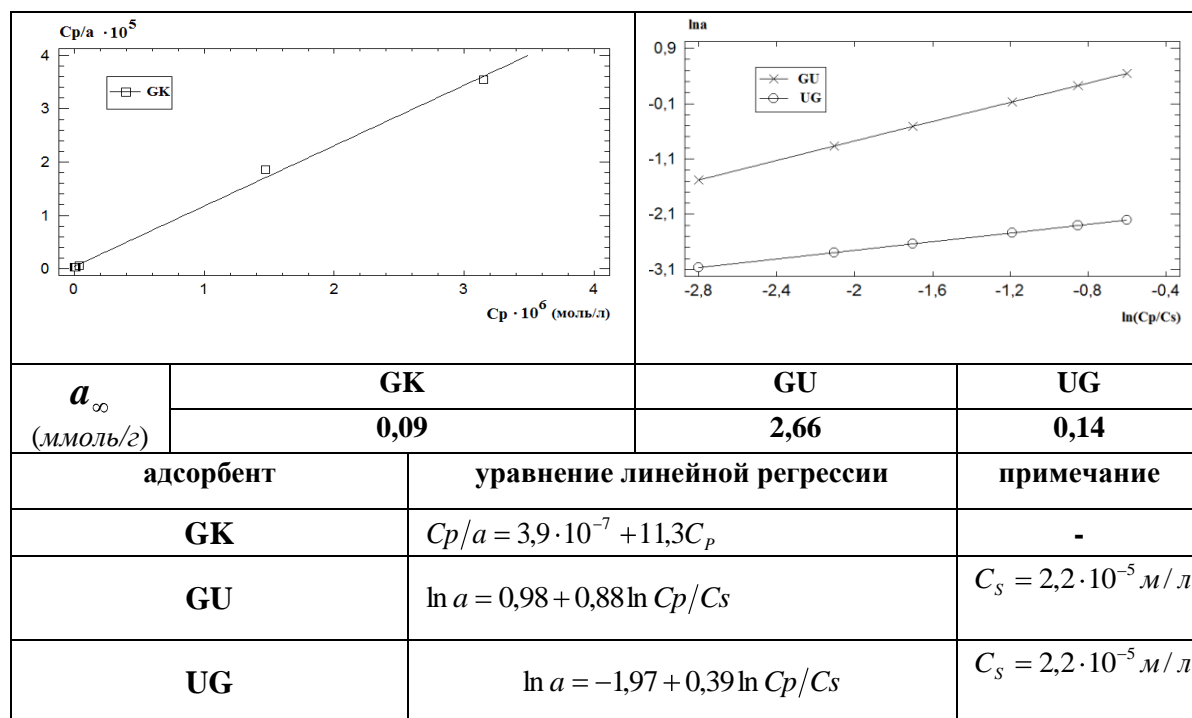 Cp/a · 10^5
4
3
2
1
0
GK
0 1 2 3 4
Cp · 10^6 (моль/л)
lna
0,9
-0,1
-1,1
-2,1
-3,1
GU
UG
-2,8 -2,4 -2 -1,6 -1,2 -0,8 -0,4
ln(Cp/Cs)
a_∞ (ммоль/г)
GK GU UG
0,09 2,66 0,14
адсорбент уравнение линейной регрессии примечание
GK Cp/a = 3,9·10^-7 + 11,3C_P -
GU ln a = 0,98 + 0,88 ln Cp/Cs C_S = 2,2·10^-5 м/л
UG ln a = -1,97 + 0,39 ln Cp/Cs C_S = 2,2·10^-5 м/л